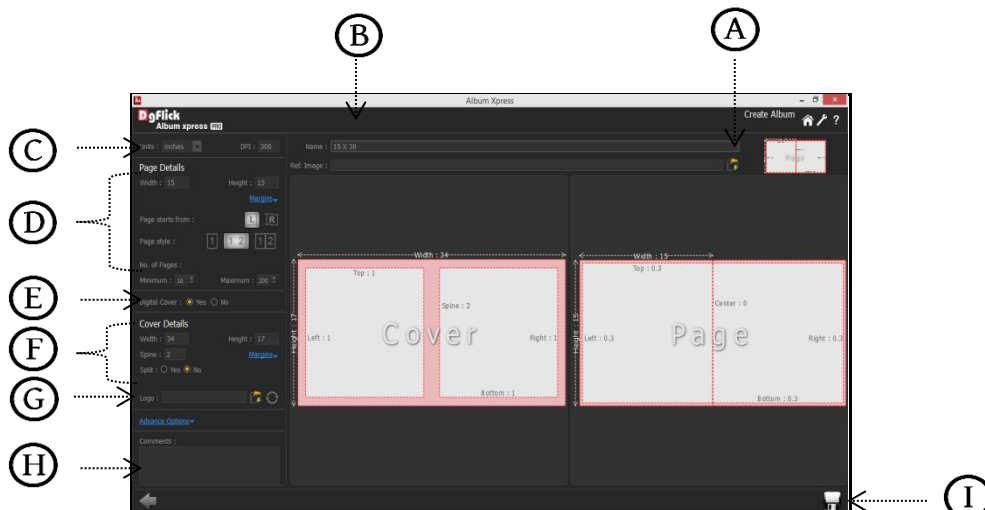 A
B
Album Xpress
DgFlick
Album xpress PRO
Create Album
?
C
Units : inches DPI : 300
Name : 15 X 30
Ref. Image :
Page
Page Details
Width : 15 Height : 15
Margins
D
Page starts from : L R
Page style : 1 1 2 1 2
No. of Pages :
Minimum : 16 Maximum : 200
E
Digital Cover : Yes No
F
Cover Details
Width : 34 Height : 17
Spine : 2 Margins
Split : Yes No
G
Logo :
Advance Options
H
Comments :
Width : 34
Top : 1
Height : 17
Spine : 2
Left : 1
Cover
Right : 1
Bottom : 1
Width : 15
Top : 0.3
Height : 15
Center : 0
Left : 0.3
Page
Right : 0.3
Bottom : 0.3
I